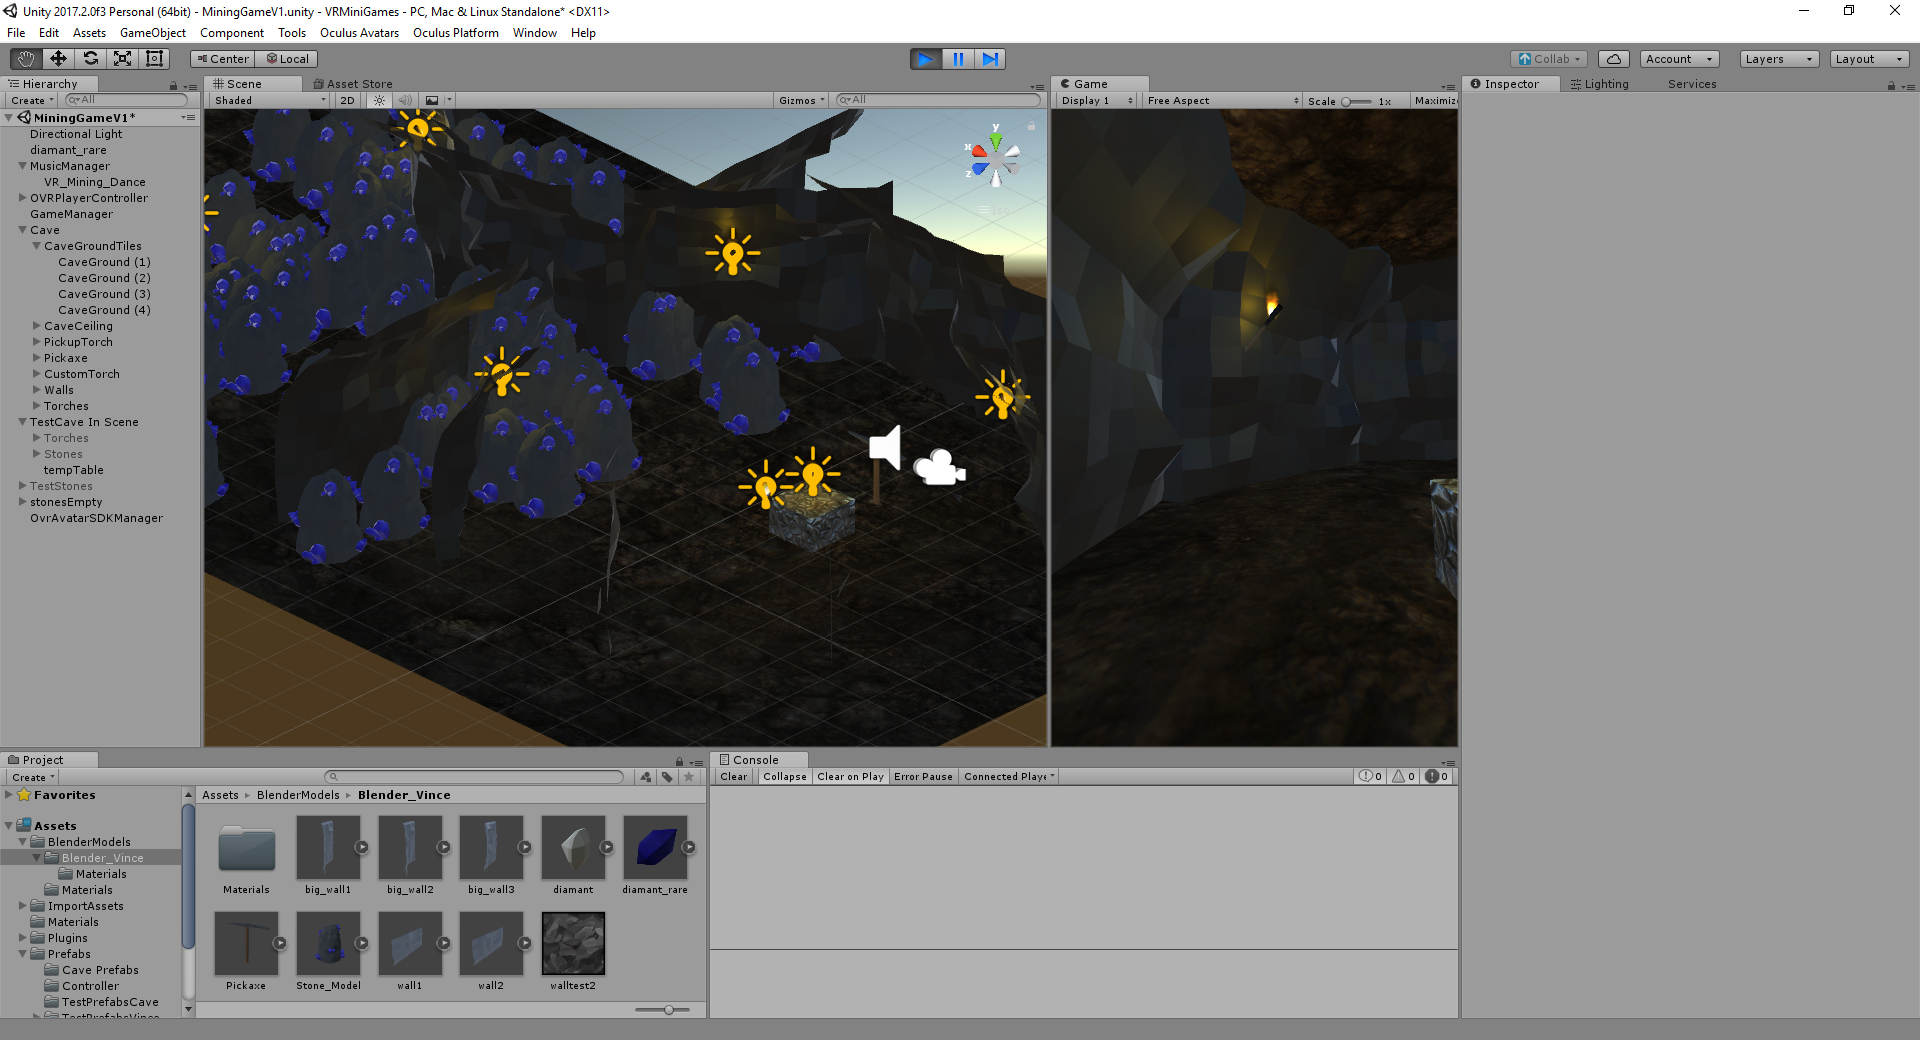 Unity 2017.2.0f3 Personal (64bit) - MiningGameV1.unity - VRMiniGames - PC, Mac & Linux Standalone* <DX11>
File Edit Assets GameObject Component Tools Oculus Avatars Oculus Platform Window Help
Center Local Collab Account Layers Layout
Hierarchy
Create All
MiningGameV1*
Directional Light
diamant_rare
MusicManager
VR_Mining_Dance
OVRPlayerController
GameManager
Cave
CaveGroundTiles
CaveGround (1)
CaveGround (2)
CaveGround (3)
CaveGround (4)
CaveCeiling
PickupTorch
Pickaxe
CustomTorch
Walls
Torches
TestCave In Scene
Torches
Stones
tempTable
TestStones
stonesEmpty
OvrAvatarSDKManager
Scene Asset Store
Shaded 2D Gizmos All
y
x
z
Iso
Game
Display 1 Free Aspect Scale 1x Maximiz
Inspector Lighting Services
Project
Create
Favorites
Assets
BlenderModels
Blender_Vince
Materials
Materials
ImportAssets
Materials
Plugins
Prefabs
Cave Prefabs
Controller
TestPrefabsCave
TestPrefabsVince
Assets BlenderModels Blender_Vince
Materials big_wall1 big_wall2 big_wall3 diamant diamant_rare
Pickaxe Stone_Model wall1 wall2 walltest2
Console
Clear Collapse Clear on Play Error Pause Connected Playe 0 0 0